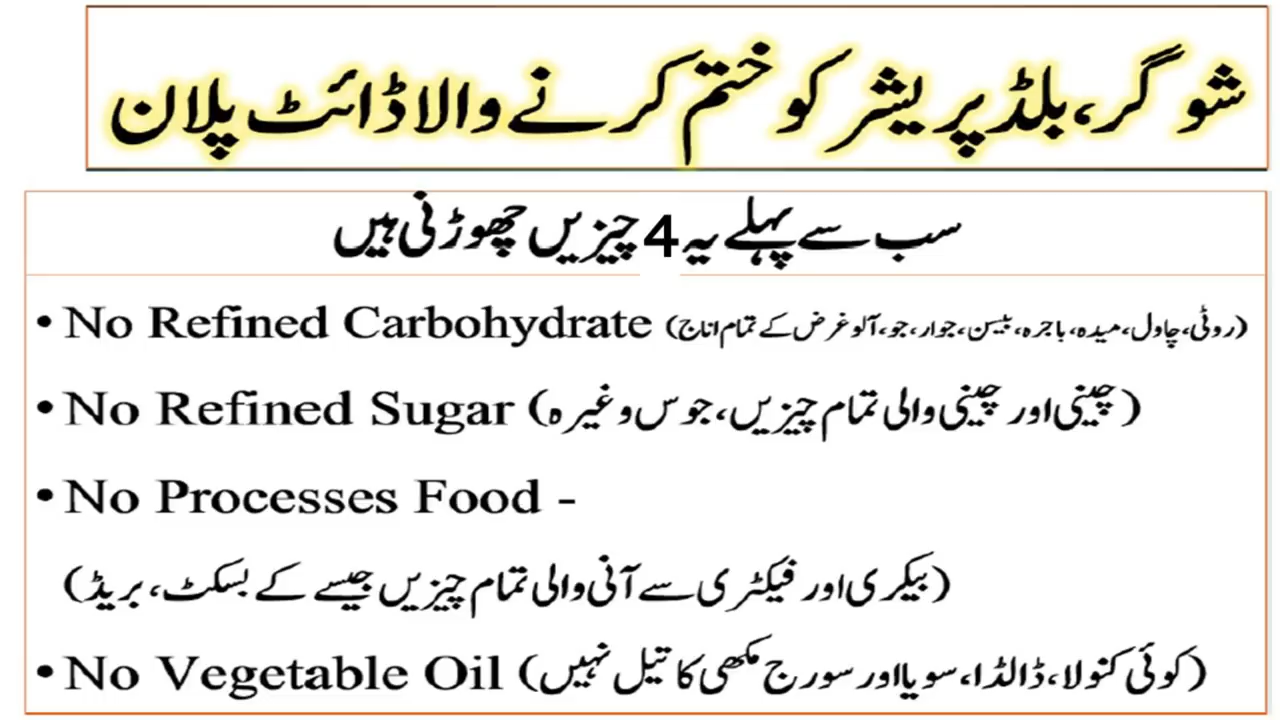 شوگر، بلڈ پریشر کو ختم کرنے والا ڈائٹ پلان
سب سے پہلے یہ 4 چیزیں چھوڑنی ہیں
• No Refined Carbohydrate (روٹی، چاول، میدہ، باجرہ، بیسن، جوار، جو، آلو غرض کے تمام اناج)
• No Refined Sugar (چینی اور چینی والی تمام چیزیں، جوس وغیرہ)
• No Processes Food -
(بیکری اور فیکٹری سے آنی والی تمام چیزیں جیسے کے بسکٹ، بریڈ)
• No Vegetable Oil (کوئی کنولا، ڈالڈا، سویا اور سورج مکھی کا تیل نہیں)